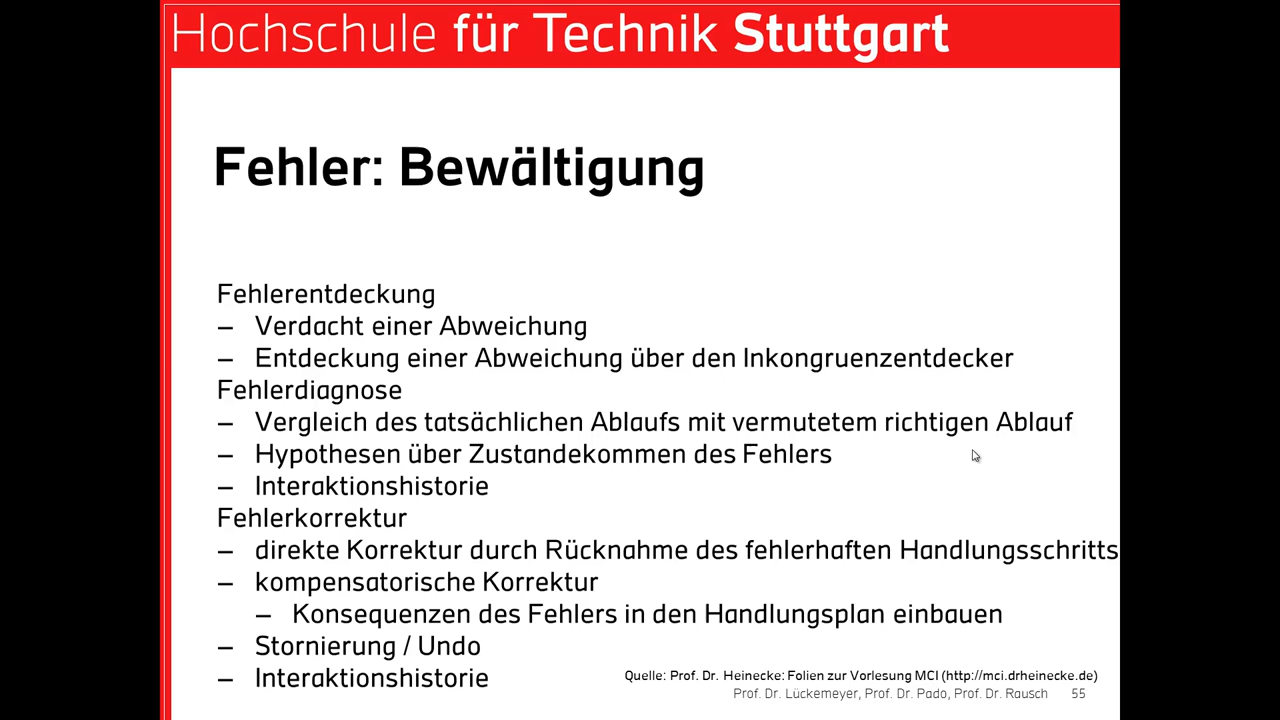 Hochschule für Technik Stuttgart
Fehler: Bewältigung
Fehlerentdeckung
– Verdacht einer Abweichung
– Entdeckung einer Abweichung über den Inkongruenzentdecker
Fehlerdiagnose
– Vergleich des tatsächlichen Ablaufs mit vermutetem richtigen Ablauf
– Hypothesen über Zustandekommen des Fehlers
– Interaktionshistorie
Fehlerkorrektur
– direkte Korrektur durch Rücknahme des fehlerhaften Handlungsschritts
– kompensatorische Korrektur
– Konsequenzen des Fehlers in den Handlungsplan einbauen
– Stornierung / Undo
– Interaktionshistorie
Quelle: Prof. Dr. Heinecke: Folien zur Vorlesung MCI (http://mci.drheinecke.de)
Prof. Dr. Lückemeyer, Prof. Dr. Pado, Prof. Dr. Rausch 55